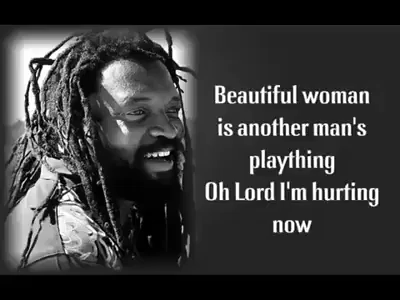 Beautiful woman
is another man's
plaything
Oh Lord I'm hurting
now